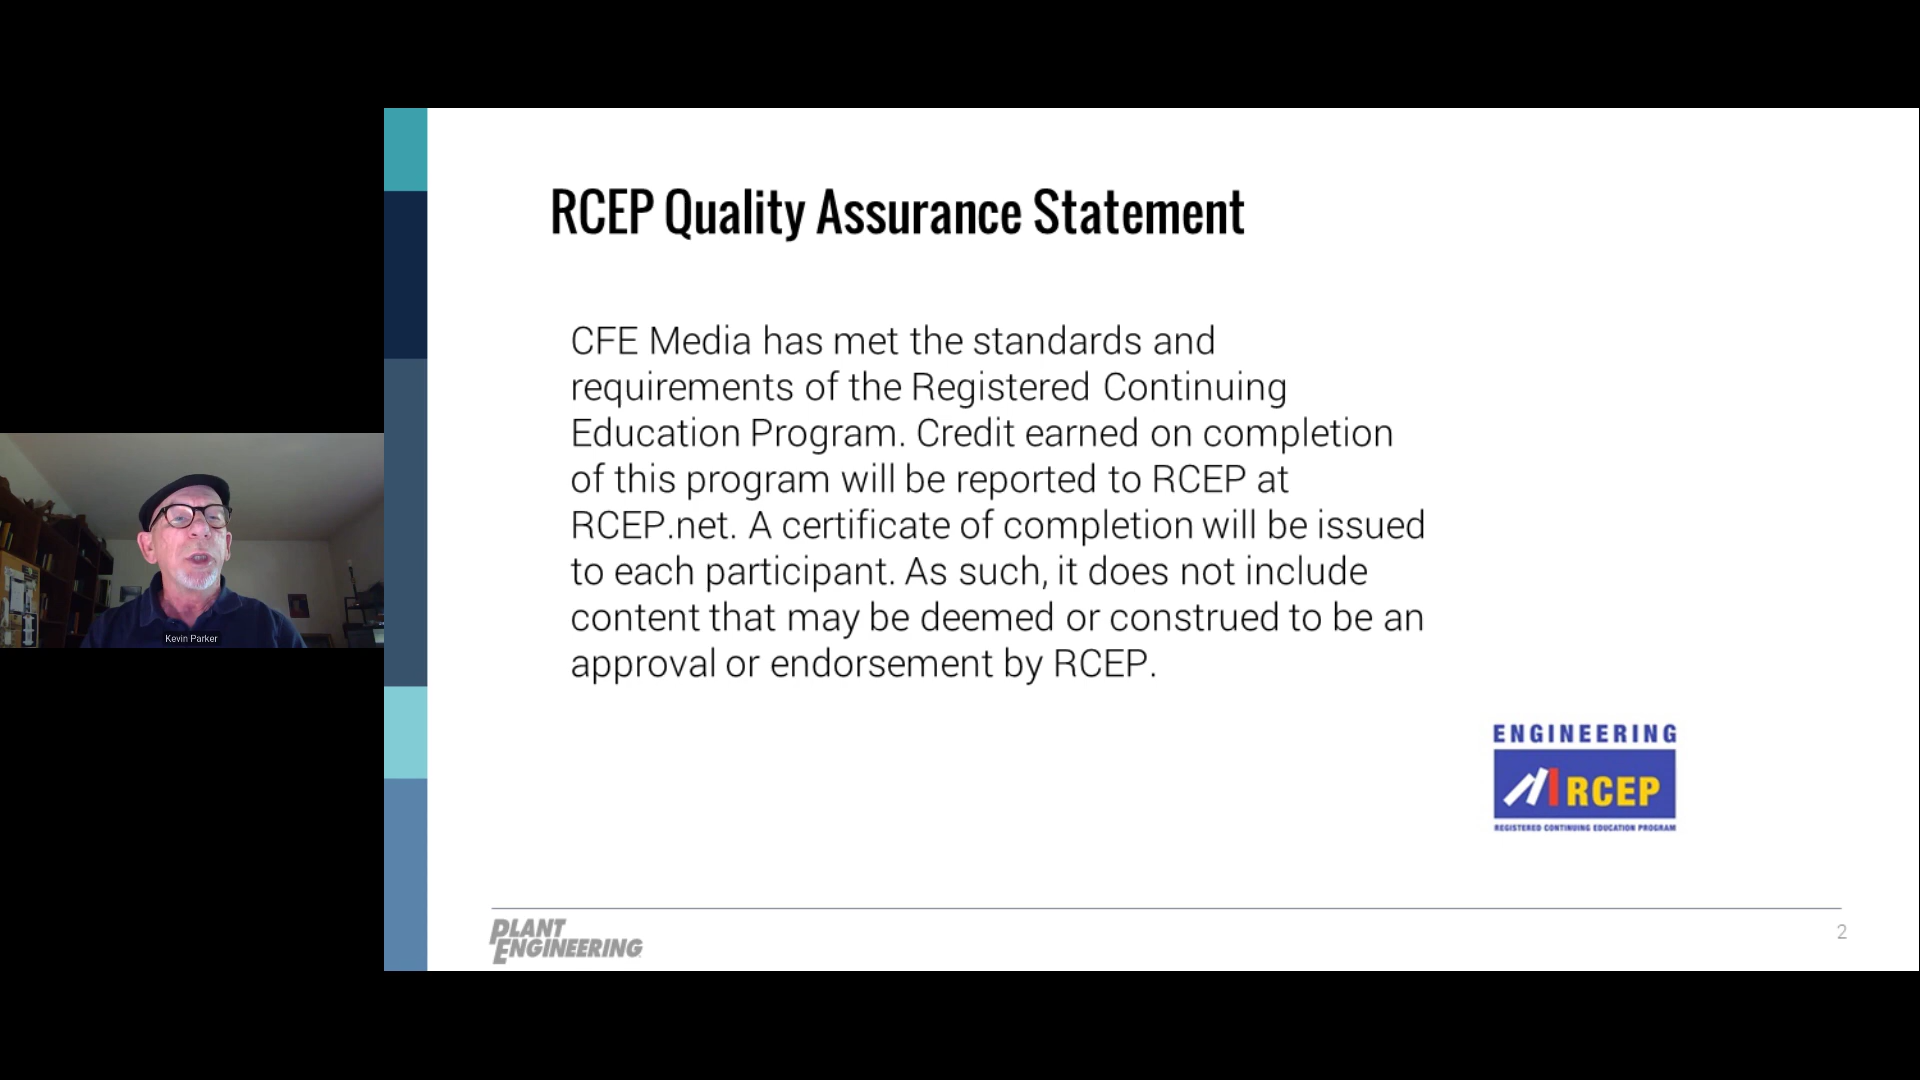 RCEP Quality Assurance Statement
CFE Media has met the standards and
requirements of the Registered Continuing
Education Program. Credit earned on completion
of this program will be reported to RCEP at
RCEP.net. A certificate of completion will be issued
to each participant. As such, it does not include
content that may be deemed or construed to be an
approval or endorsement by RCEP.
Kevin Parker
ENGINEERING
RCEP
REGISTERED CONTINUING EDUCATION PROGRAM
PLANT
ENGINEERING
2